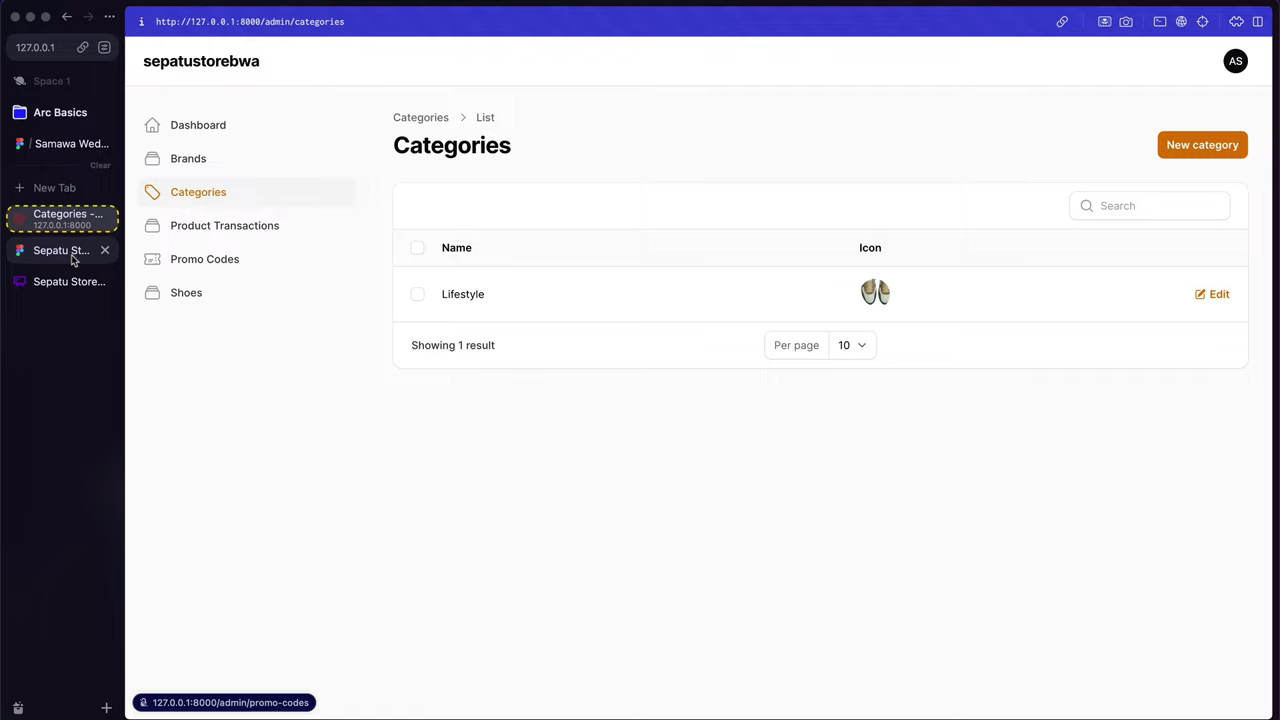 http://127.0.0.1:8000/admin/categories
127.0.0.1
Space 1
Arc Basics
/ Samawa Wed...
Clear
New Tab
Categories -...
127.0.0.1:8000
Sepatu St...
Sepatu Store...
sepatustorebwa
AS
Dashboard
Brands
Categories
Product Transactions
Promo Codes
Shoes
Categories > List
Categories
New category
Search
Name Icon
Lifestyle Edit
Showing 1 result Per page 10
127.0.0.1:8000/admin/promo-codes